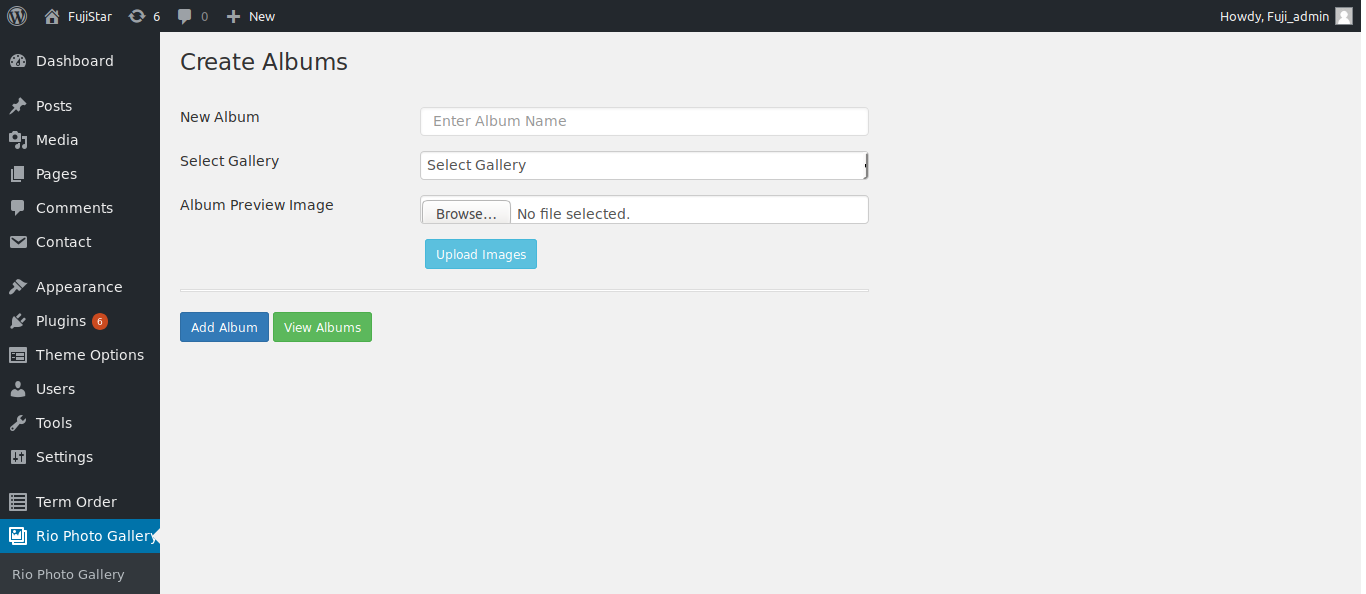 FujiStar 6 0 New Howdy, Fuji_admin
Dashboard
Posts
Media
Pages
Comments
Contact
Appearance
Plugins 6
Theme Options
Users
Tools
Settings
Term Order
Rio Photo Gallery
Rio Photo Gallery
Create Albums
New Album Enter Album Name
Select Gallery Select Gallery
Album Preview Image Browse... No file selected.
Upload Images
Add Album View Albums